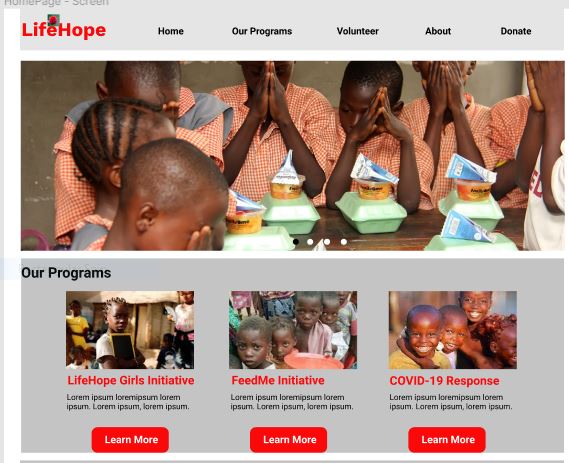 HomePage - Screen
LifeHope
Home Our Programs Volunteer About Donate
Our Programs
LifeHope Girls Initiative FeedMe Initiative COVID-19 Response
Lorem ipsum loremipsum lorem Lorem ipsum loremipsum lorem Lorem ipsum loremipsum lorem
ipsum. Lorem ipsum, lorem ipsum. ipsum. Lorem ipsum, lorem ipsum. ipsum. Lorem ipsum, lorem ipsum.
Learn More Learn More Learn More